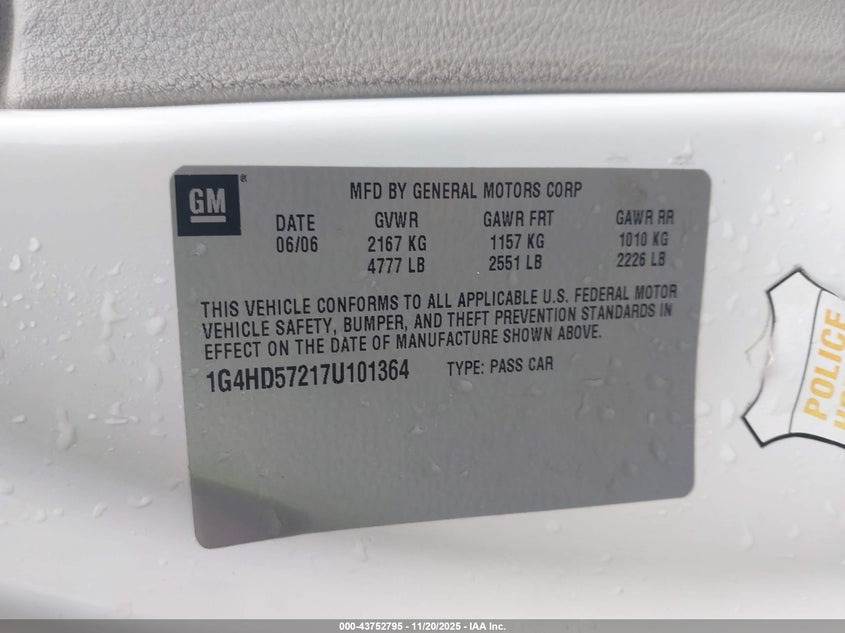 GM ®
MFD BY GENERAL MOTORS CORP
DATE GVWR GAWR FRT GAWR RR
06/06 2167 KG 1157 KG 1010 KG
4777 LB 2551 LB 2226 LB
THIS VEHICLE CONFORMS TO ALL APPLICABLE U.S. FEDERAL MOTOR
VEHICLE SAFETY, BUMPER, AND THEFT PREVENTION STANDARDS IN
EFFECT ON THE DATE OF MANUFACTURE SHOWN ABOVE.
1G4HD57217U101364 TYPE: PASS CAR
POLICE
000-43752795 - 11/20/2025 - IAA Inc.